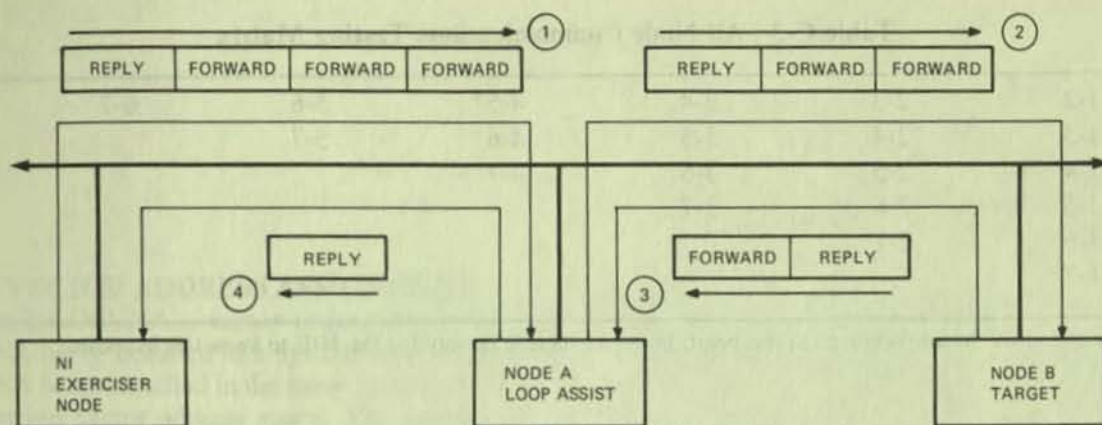 1
2
REPLY FORWARD FORWARD FORWARD
REPLY FORWARD FORWARD
REPLY
FORWARD REPLY
4
3
NI
EXERCISER
NODE
NODE A
LOOP ASSIST
NODE B
TARGET